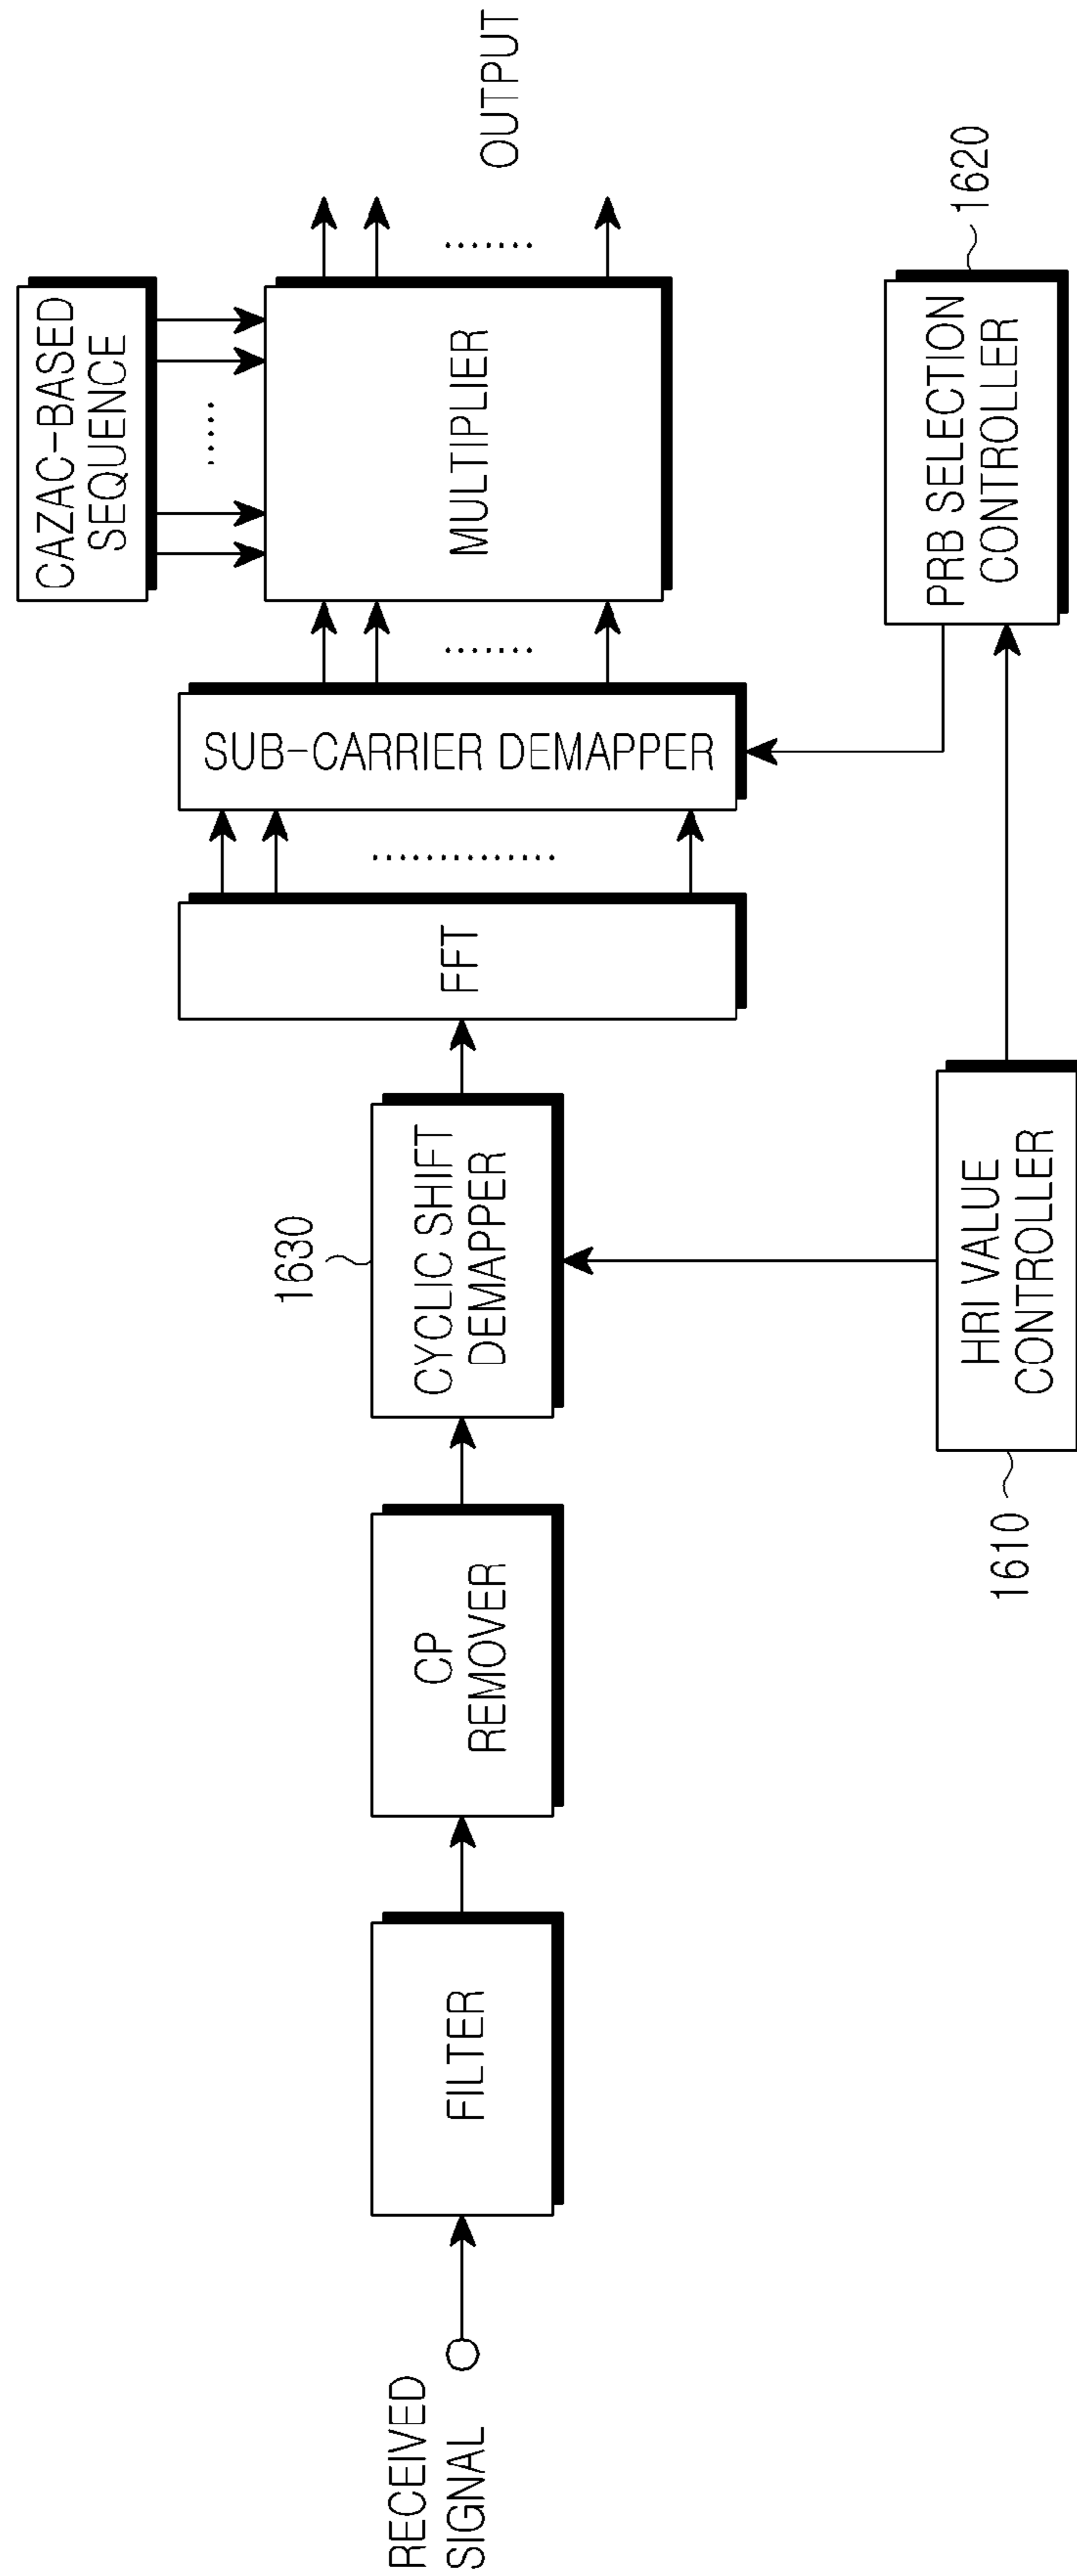 RECEIVED
SIGNAL
FILTER
CP
REMOVER
1630
CYCLIC SHIFT
DEMAPPER
FFT
SUB-CARRIER DEMAPPER
CAZAC-BASED
SEQUENCE
MULTIPLIER
OUTPUT
1610
HRI VALUE
CONTROLLER
PRB SELECTION
CONTROLLER
1620